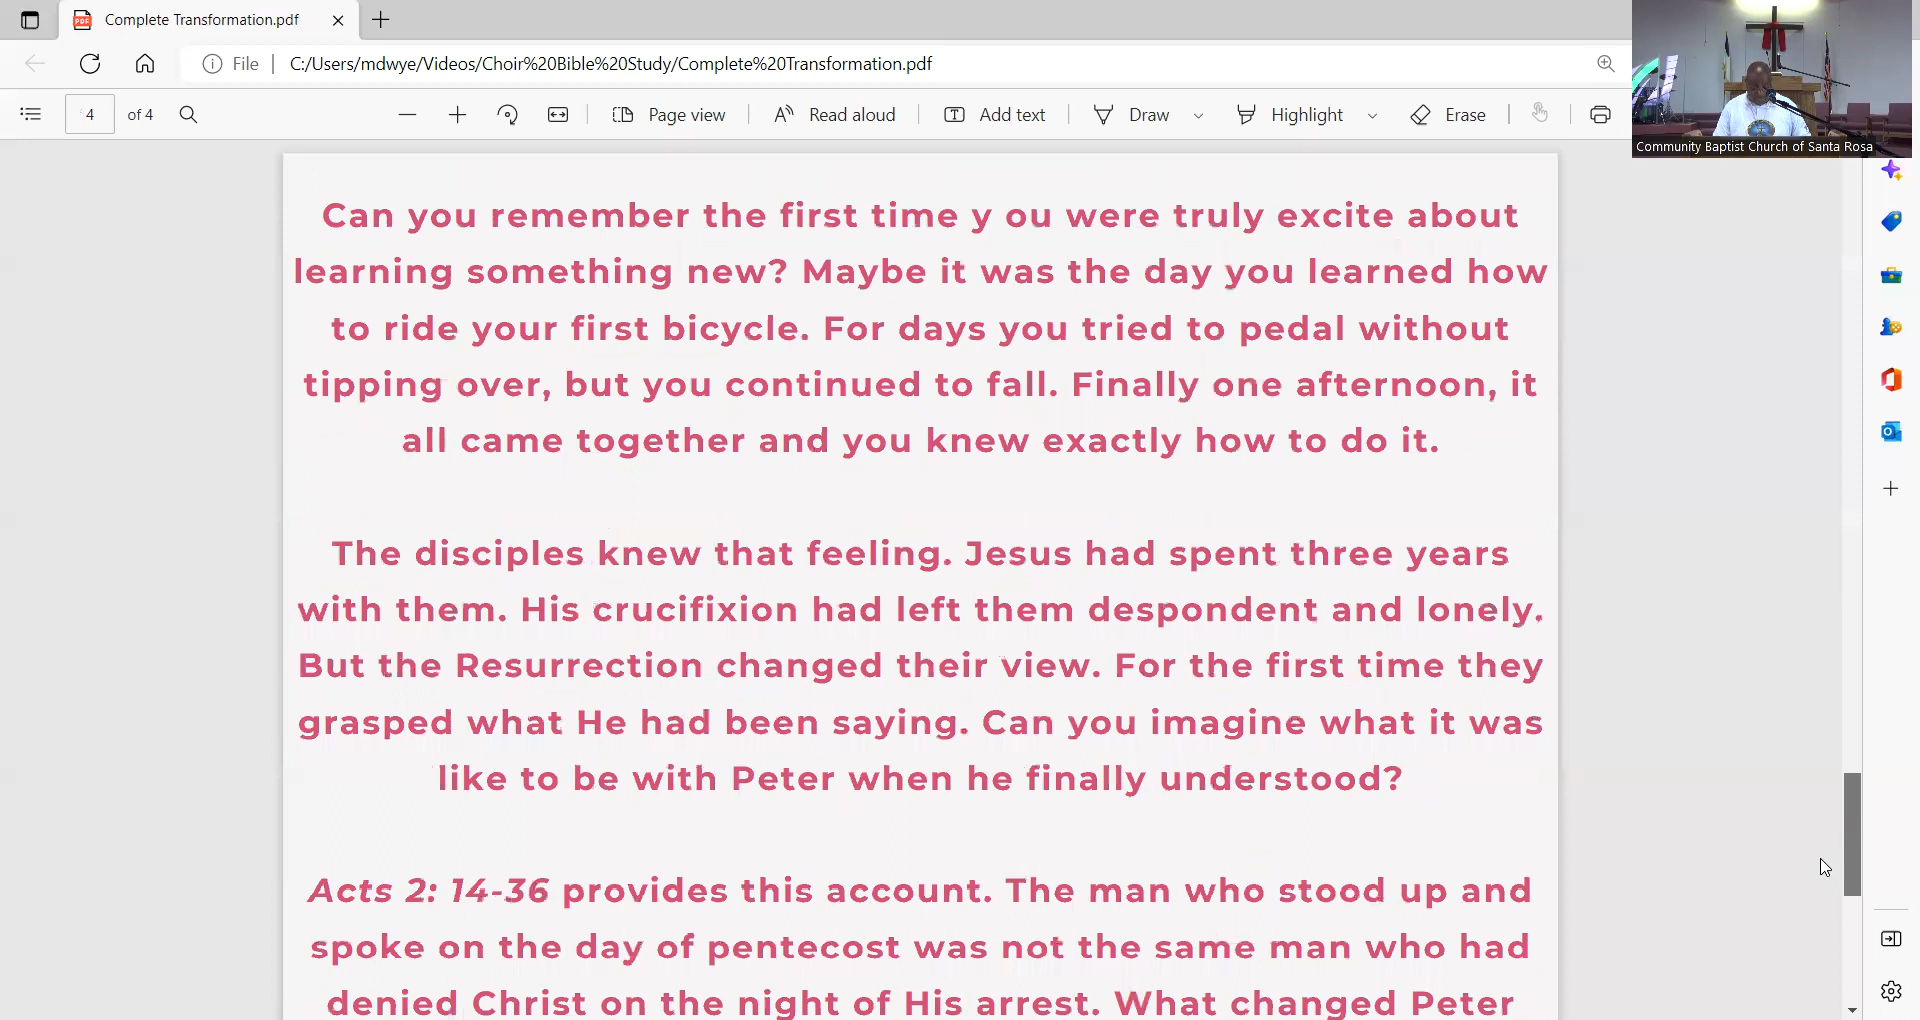 Complete Transformation.pdf
File
C:/Users/mdwye/Videos/Choir%20Bible%20Study/Complete%20Transformation.pdf
4 of 4
Page view
Read aloud
Add text
Draw
Highlight
Erase
Community Baptist Church of Santa Rosa
Can you remember the first time y ou were truly excite about
learning something new? Maybe it was the day you learned how
to ride your first bicycle. For days you tried to pedal without
tipping over, but you continued to fall. Finally one afternoon, it
all came together and you knew exactly how to do it.
The disciples knew that feeling. Jesus had spent three years
with them. His crucifixion had left them despondent and lonely.
But the Resurrection changed their view. For the first time they
grasped what He had been saying. Can you imagine what it was
like to be with Peter when he finally understood?
Acts 2: 14-36 provides this account. The man who stood up and
spoke on the day of pentecost was not the same man who had
denied Christ on the night of His arrest. What changed Peter